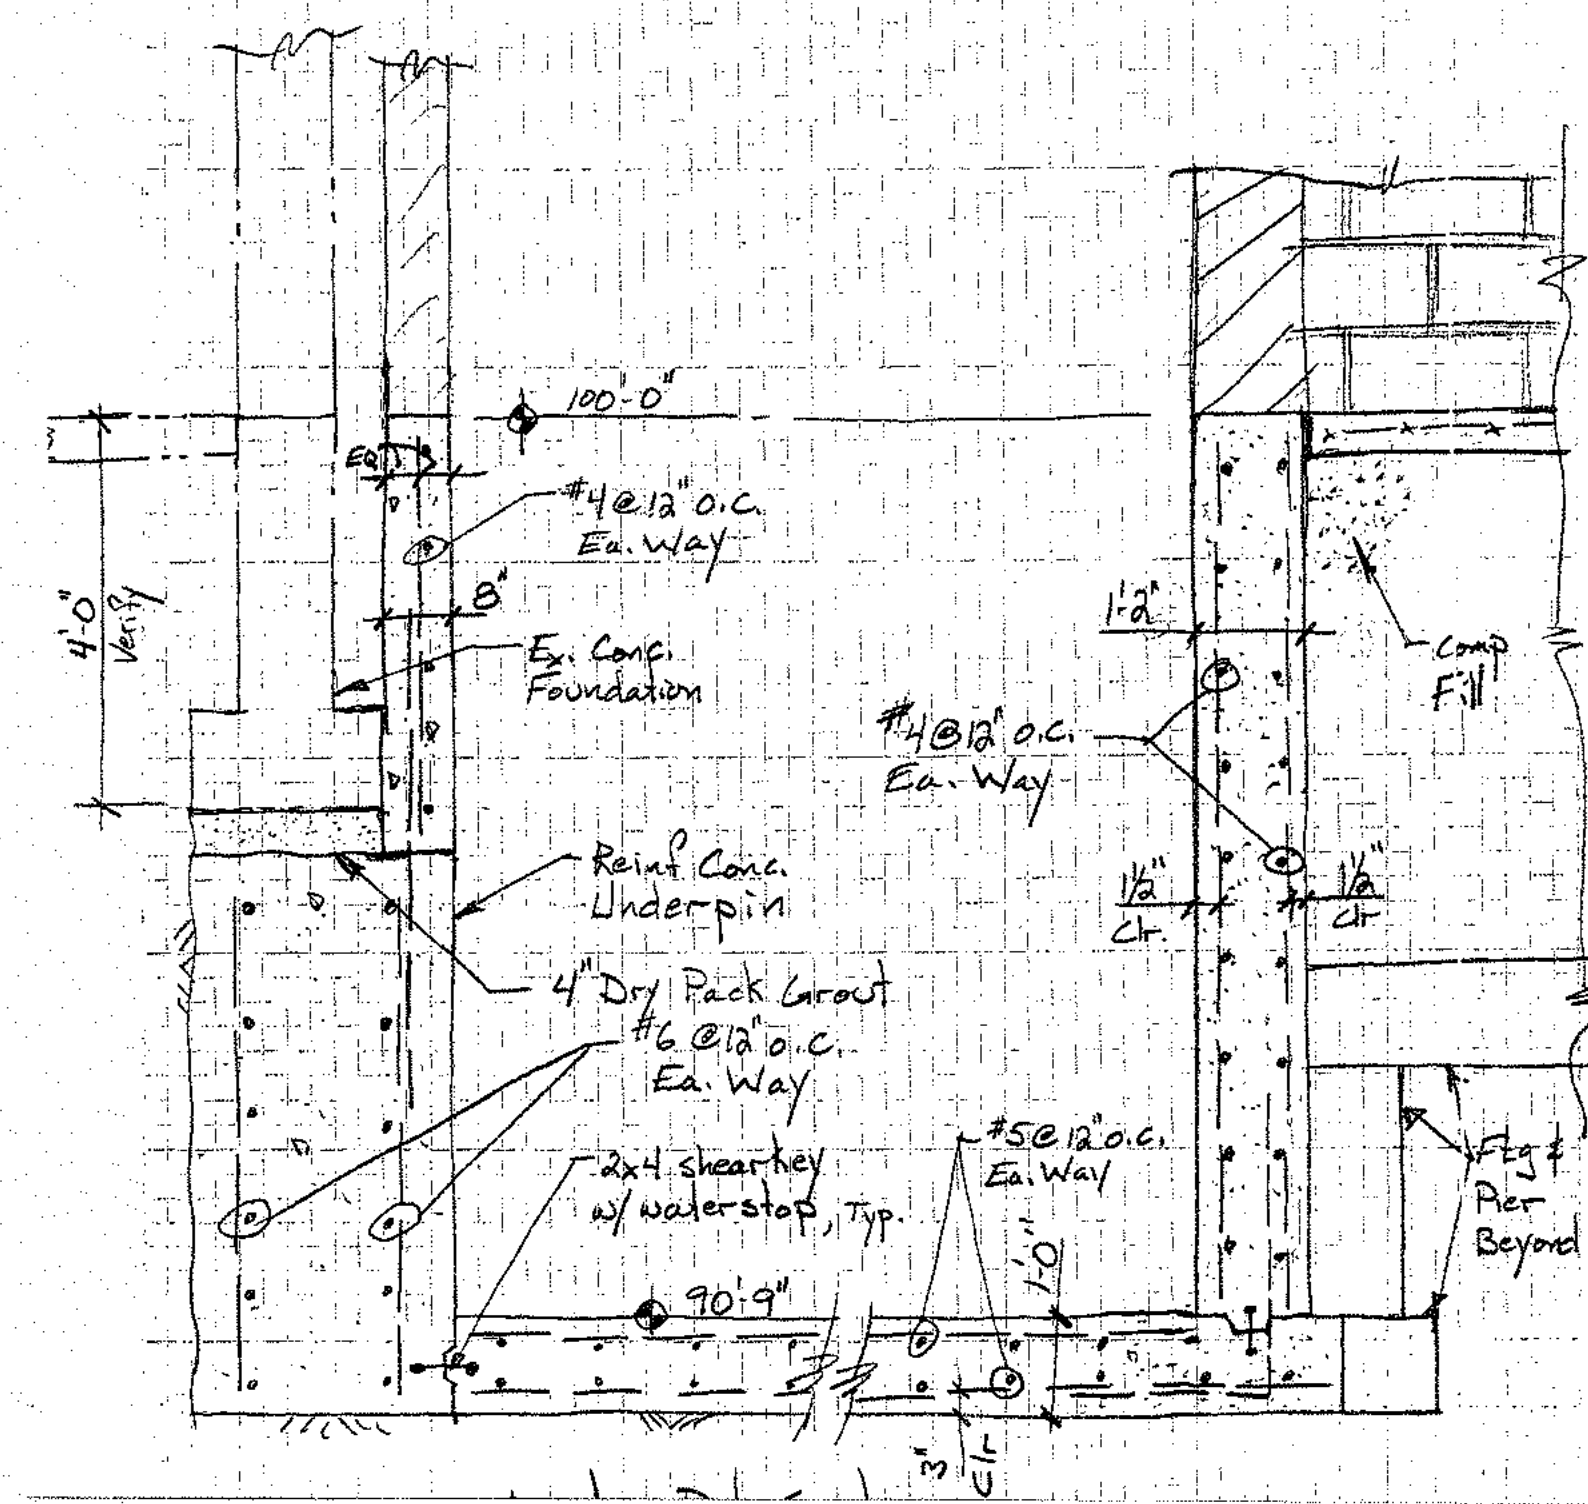 100'-0"
EQ
#4@12" O.C.
Ea. Way
8"
4'-0"
Verify
Ex. Conc.
Foundation
1'-2"
Comp
Fill
#4@12" O.C.
Ea. Way
Reinf Conc.
Underpin
1½"
Clr.
1½"
Clr
4" Dry Pack Grout
#6 @12" o.c.
Ea. Way
#5@12" o.c.
Ea. Way
2x4 shearkey
w/ waterstop, Typ.
Ftg &
Pier
Beyond
1'-0"
90'-9"
3"
Clr